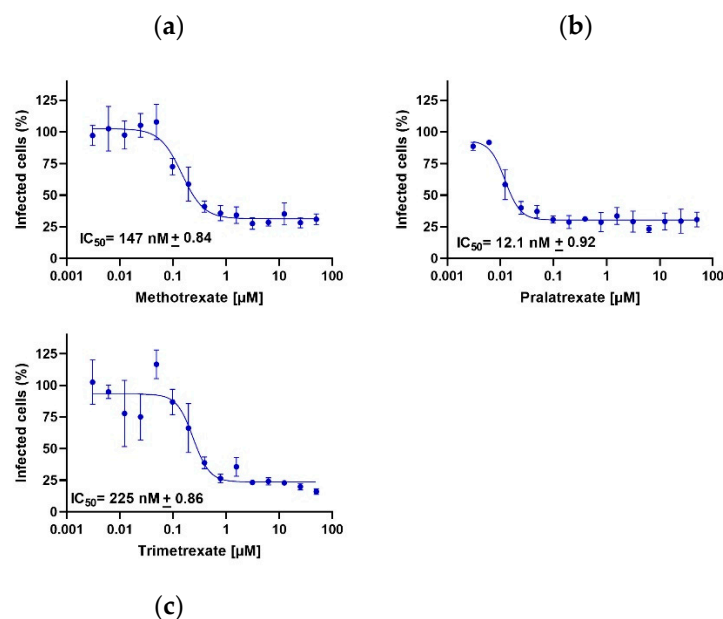 (a)
(b)
Infected cells (%)
125
100
75
50
25
0
IC50= 147 nM ± 0.84
0.001 0.01 0.1 1 10 100
Methotrexate [µM]
Infected cells (%)
125
100
75
50
25
0
IC50= 12.1 nM ± 0.92
0.001 0.01 0.1 1 10 100
Pralatrexate [µM]
Infected cells (%)
125
100
75
50
25
0
IC50= 225 nM ± 0.86
0.001 0.01 0.1 1 10 100
Trimetrexate [µM]
(c)